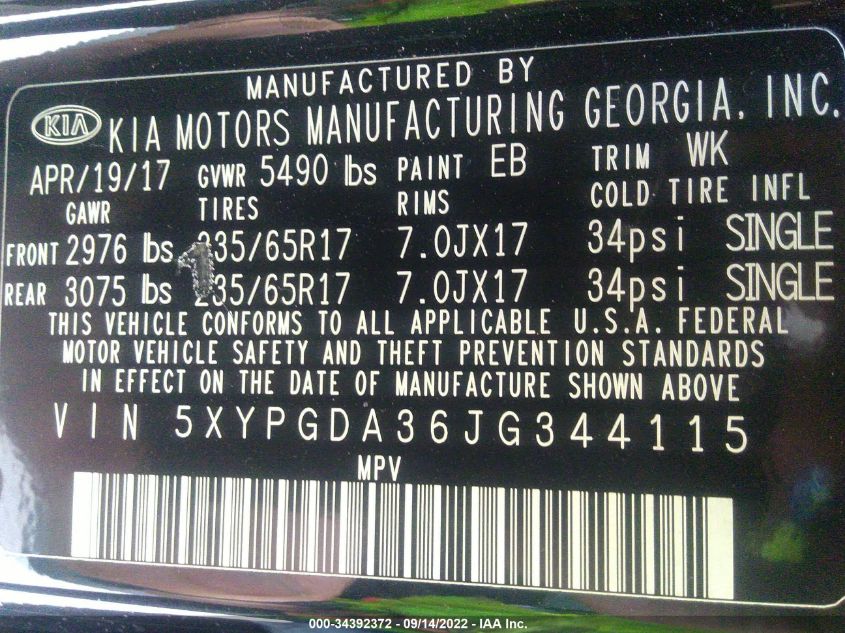 MANUFACTURED BY
KIA KIA MOTORS MANUFACTURING GEORGIA, INC.
APR/19/17 GVWR 5490 lbs PAINT EB TRIM WK
GAWR TIRES RIMS COLD TIRE INFL
FRONT 2976 lbs 235/65R17 7.0JX17 34psi SINGLE
REAR 3075 lbs 235/65R17 7.0JX17 34psi SINGLE
THIS VEHICLE CONFORMS TO ALL APPLICABLE U.S.A. FEDERAL
MOTOR VEHICLE SAFETY AND THEFT PREVENTION STANDARDS
IN EFFECT ON THE DATE OF MANUFACTURE SHOWN ABOVE
VIN 5XYPGDA36JG344115
MPV
000-34392372 - 09/14/2022 - IAA Inc.